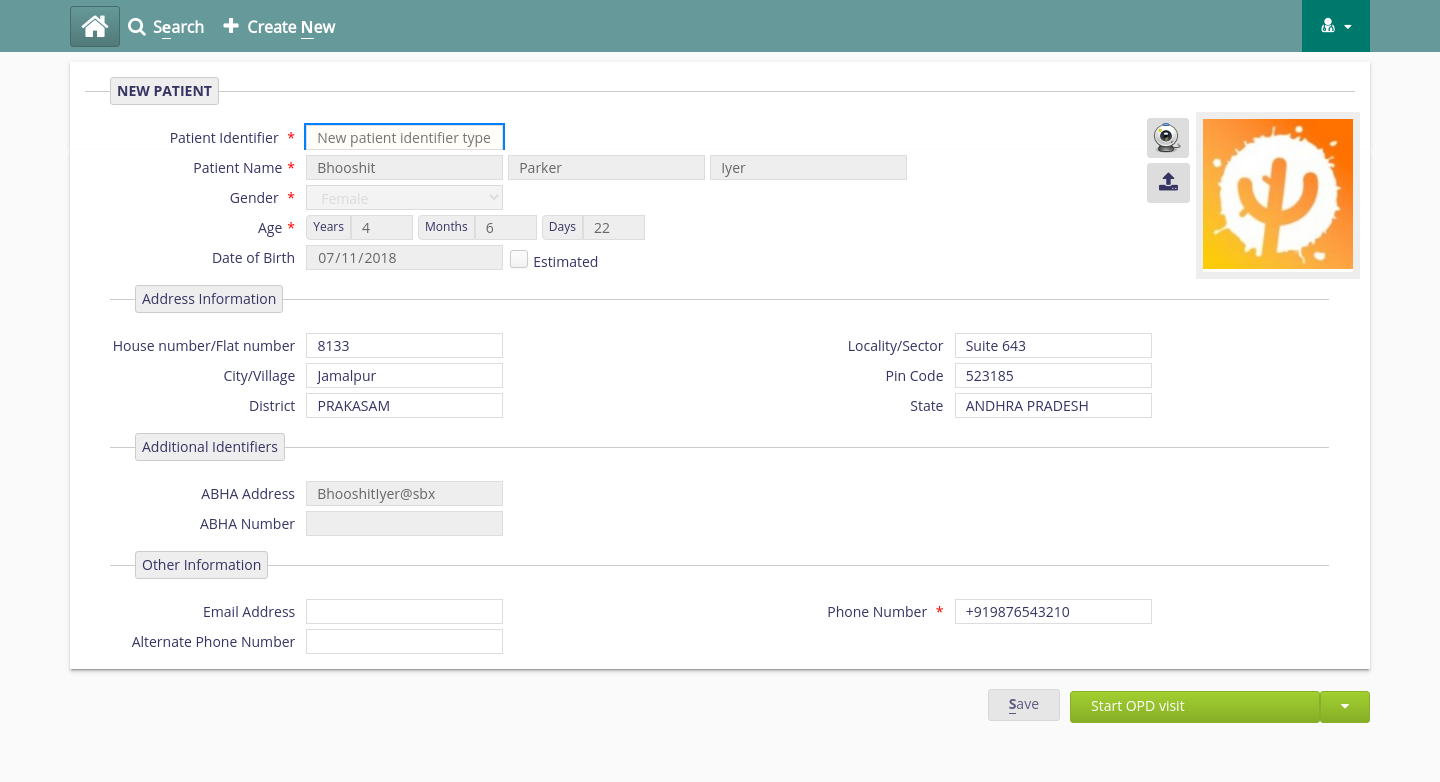 Search Create New
NEW PATIENT
Patient Identifier * New patient identifier type
Patient Name * Bhooshit Parker Iyer
Gender * Female
Age * Years 4 Months 6 Days 22
Date of Birth 07/11/2018 Estimated
Address Information
House number/Flat number 8133 Locality/Sector Suite 643
City/Village Jamalpur Pin Code 523185
District PRAKASAM State ANDHRA PRADESH
Additional Identifiers
ABHA Address BhooshitIyer@sbx
ABHA Number
Other Information
Email Address Phone Number * +919876543210
Alternate Phone Number
Save Start OPD visit